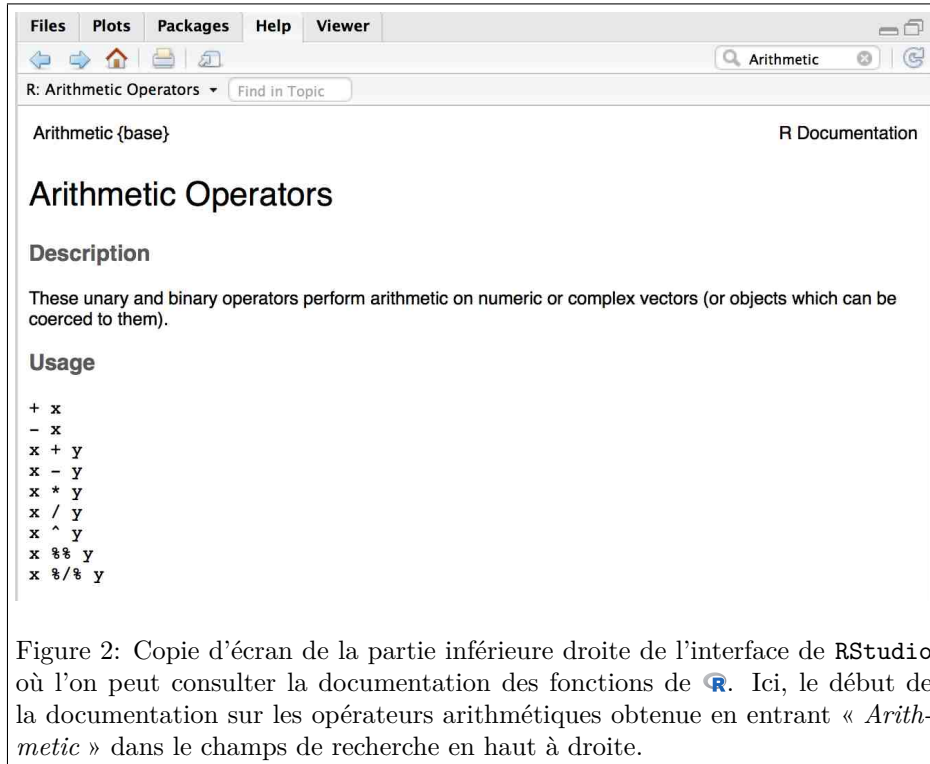 Files Plots Packages Help Viewer
Arithmetic
R: Arithmetic Operators Find in Topic
Arithmetic {base} R Documentation
Arithmetic Operators
Description
These unary and binary operators perform arithmetic on numeric or complex vectors (or objects which can be
coerced to them).
Usage
+ x
- x
x + y
x - y
x * y
x / y
x ^ y
x %% y
x %/% y
Figure 2: Copie d'écran de la partie inférieure droite de l'interface de RStudio
où l'on peut consulter la documentation des fonctions de R. Ici, le début de
la documentation sur les opérateurs arithmétiques obtenue en entrant « Arith-
metic » dans le champs de recherche en haut à droite.